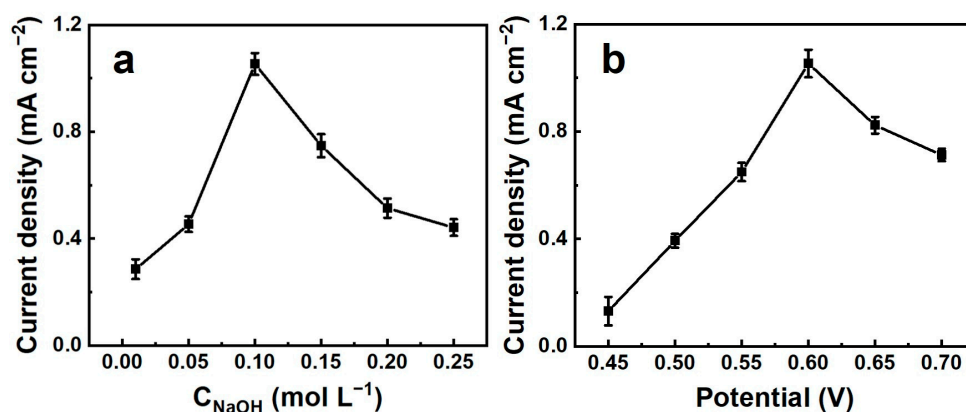 a
Current density (mA cm⁻²)
1.2
0.8
0.4
0.0
0.00 0.05 0.10 0.15 0.20 0.25
C_NaOH (mol L⁻¹)
b
Current density (mA cm⁻²)
1.2
0.8
0.4
0.0
0.45 0.50 0.55 0.60 0.65 0.70
Potential (V)